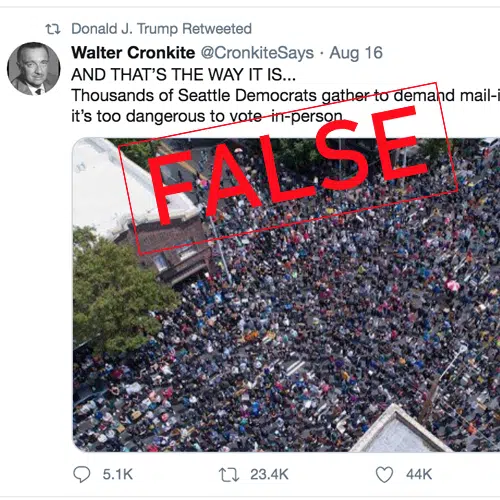 Donald J. Trump Retweeted
Walter Cronkite @CronkiteSays · Aug 16
AND THAT'S THE WAY IT IS...
Thousands of Seattle Democrats gather to demand mail-i
it's too dangerous to vote in-person.
FALSE
5.1K 23.4K 44K